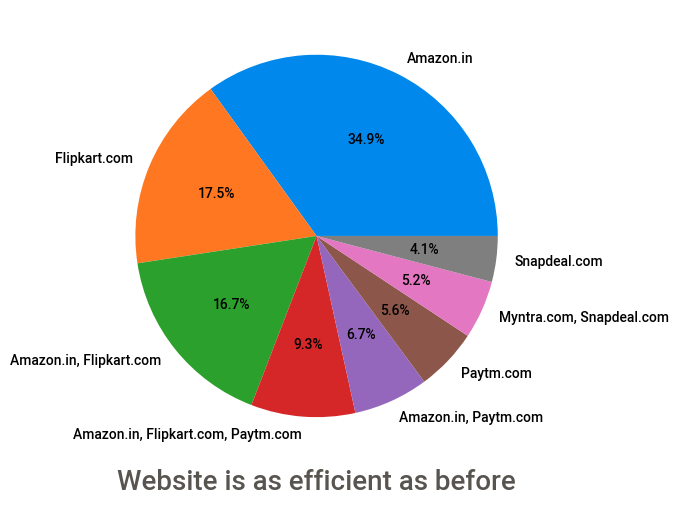 Amazon.in
34.9%
Flipkart.com
17.5%
4.1%
Snapdeal.com
5.2%
Myntra.com, Snapdeal.com
16.7%
5.6%
6.7%
9.3%
Amazon.in, Flipkart.com
Paytm.com
Amazon.in, Paytm.com
Amazon.in, Flipkart.com, Paytm.com
Website is as efficient as before